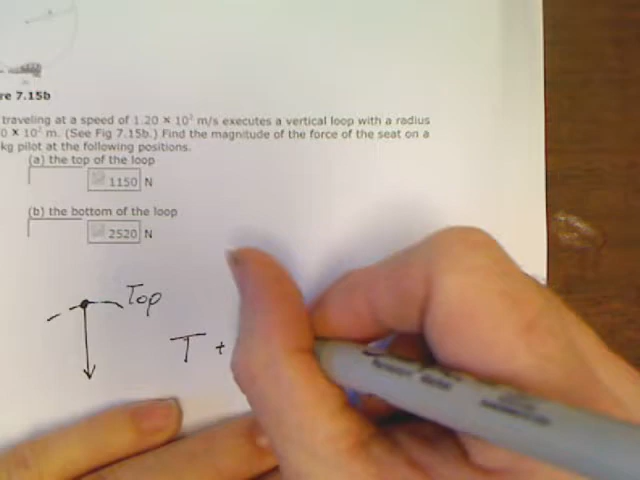 re 7.15b
traveling at a speed of 1.20 × 10² m/s executes a vertical loop with a radius
0 × 10² m. (See Fig 7.15b.) Find the magnitude of the force of the seat on a
kg pilot at the following positions.
(a) the top of the loop
1150 N
(b) the bottom of the loop
2520 N
Top
T +